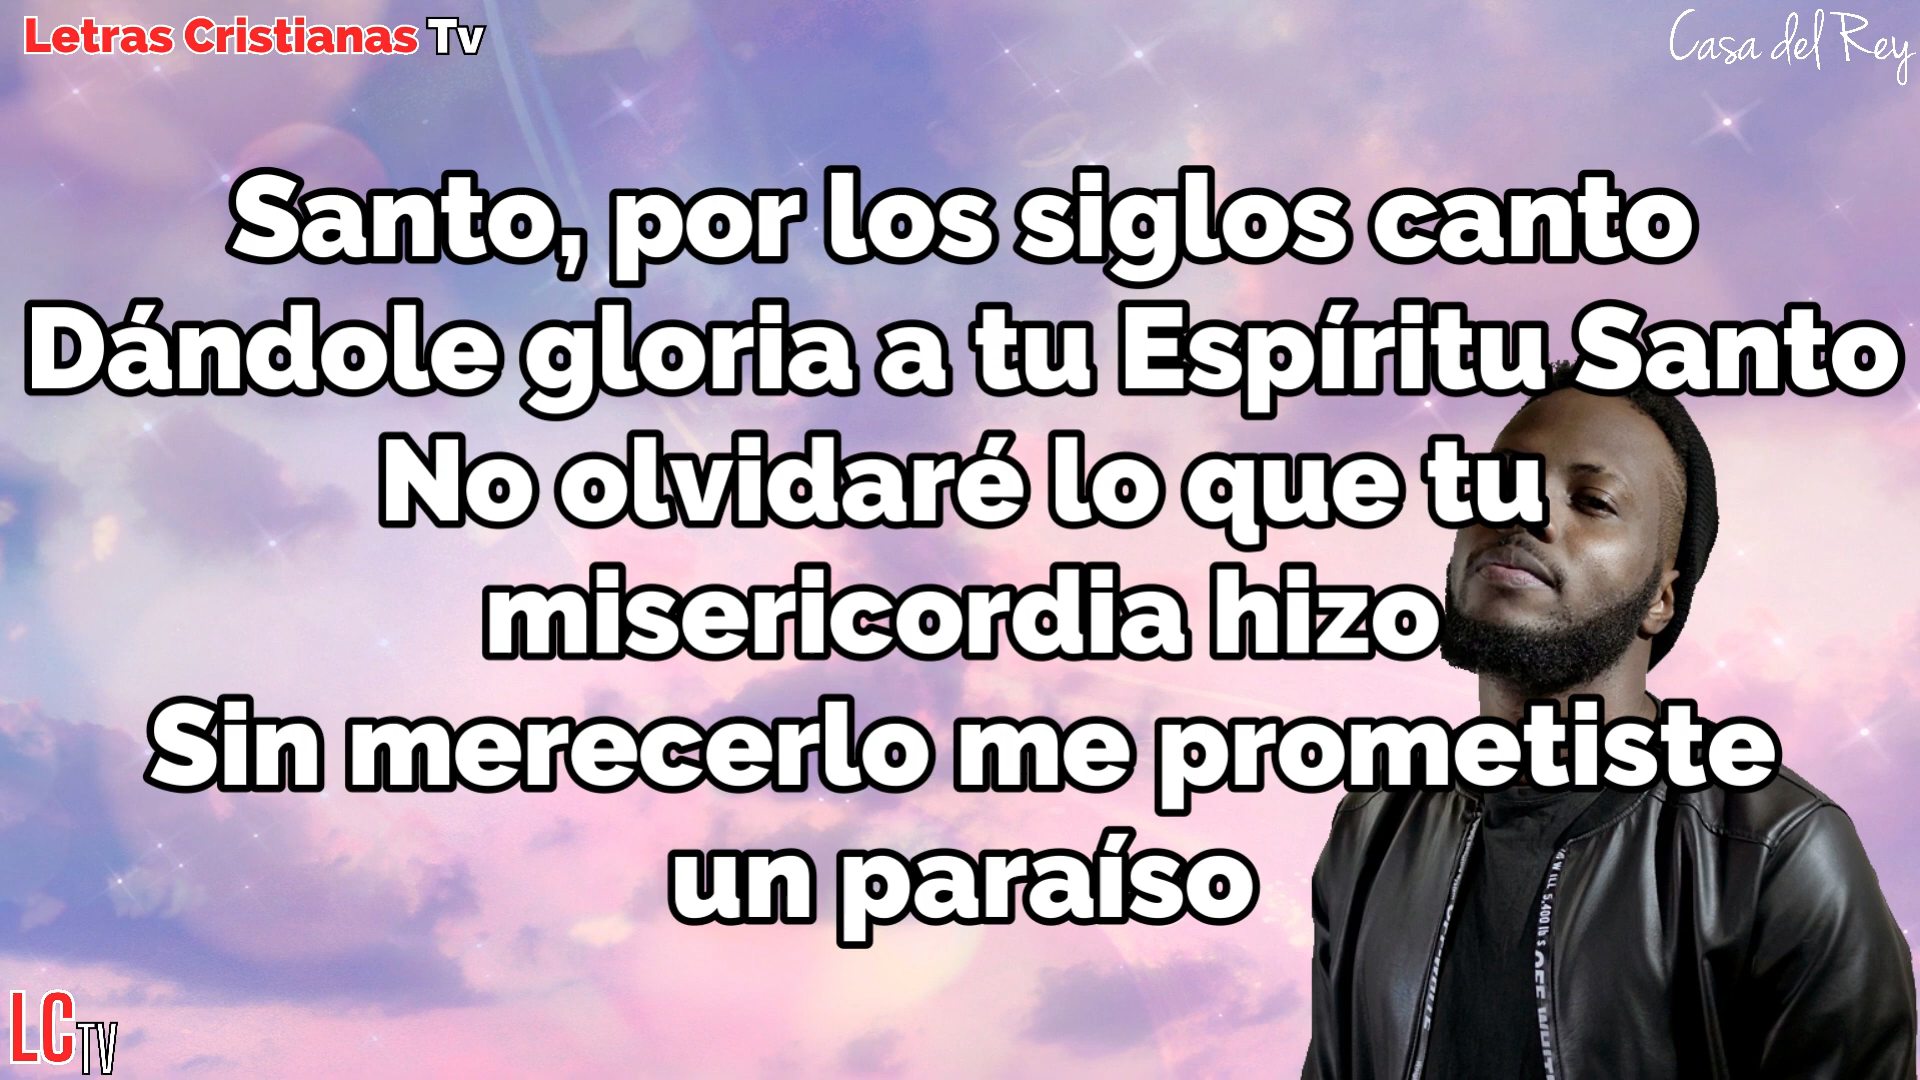 Letras Cristianas Tv
Casa del Rey
Santo, por los siglos canto
Dándole gloria a tu Espíritu Santo
No olvidaré lo que tu
misericordia hizo
Sin merecerlo me prometiste
un paraíso
LCTV